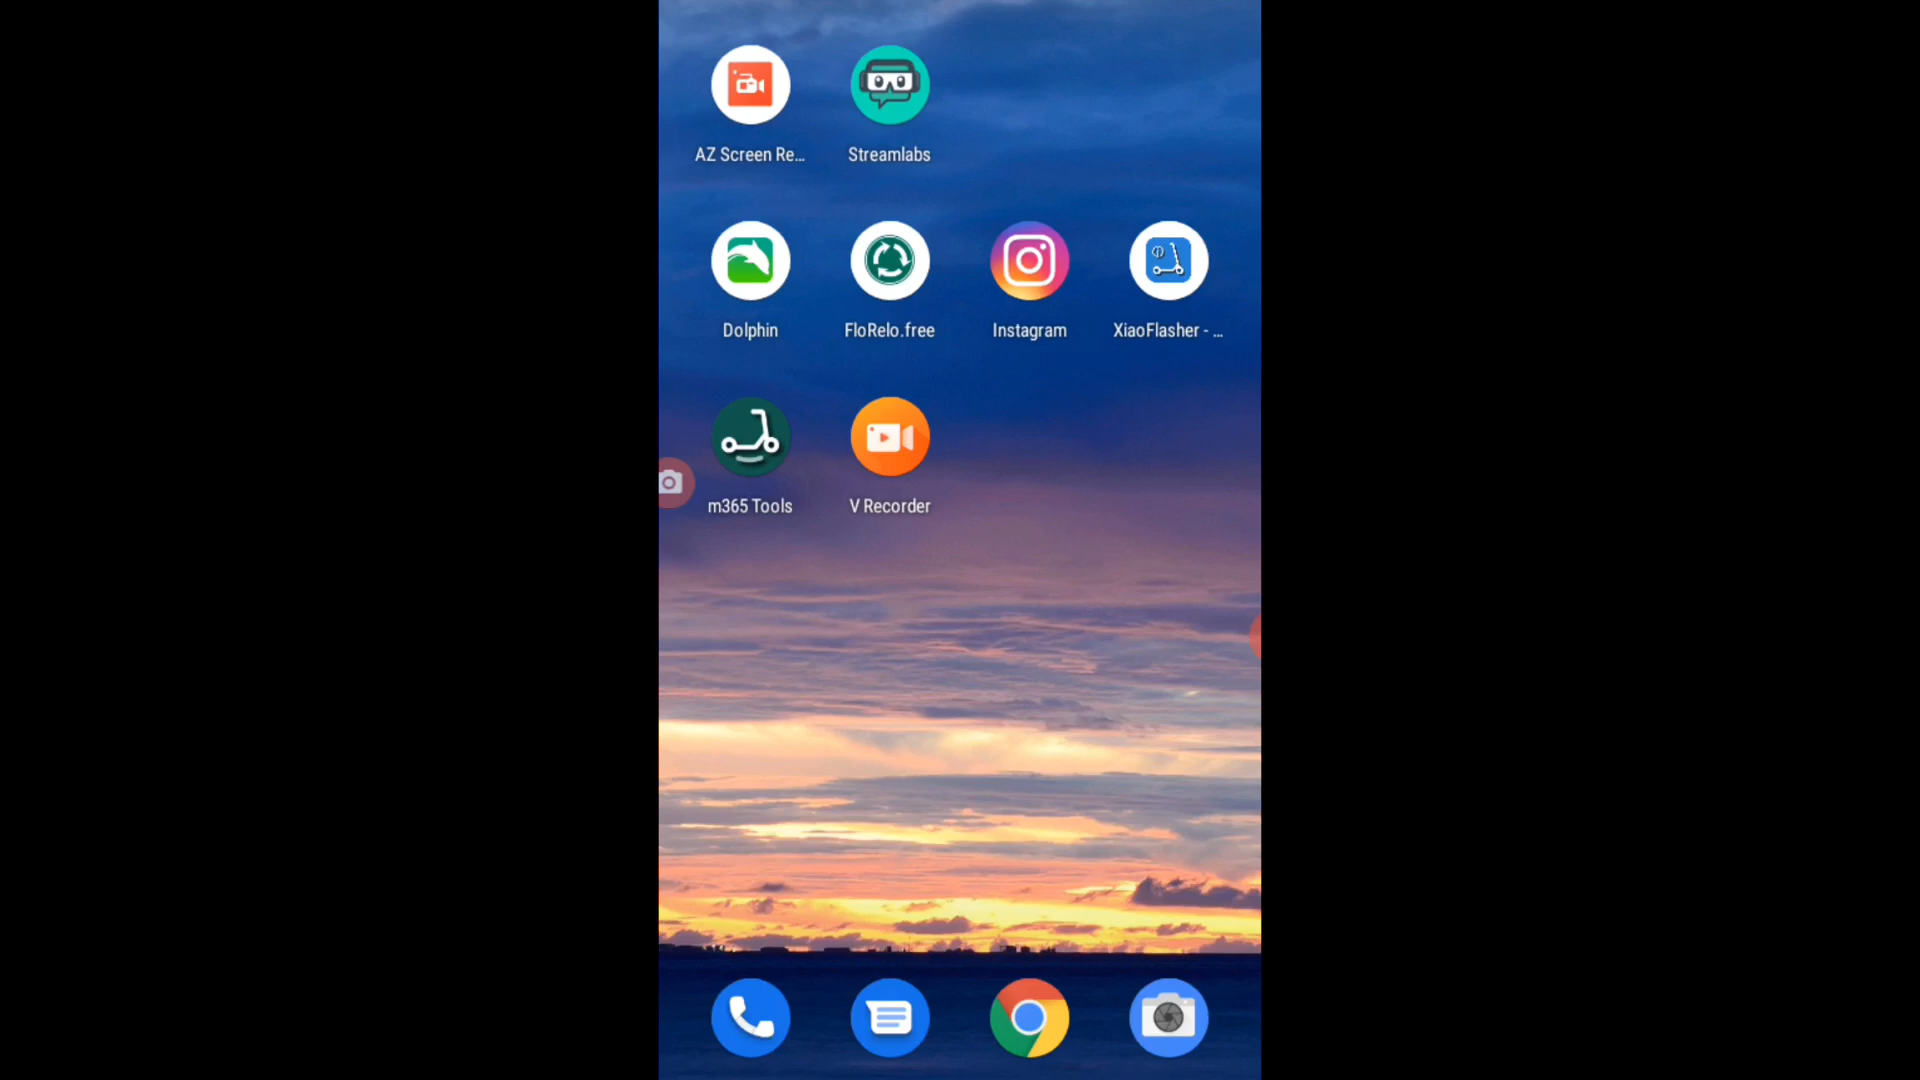 AZ Screen Re...
Streamlabs
Dolphin
FloRelo.free
Instagram
XiaoFlasher - ...
m365 Tools
V Recorder